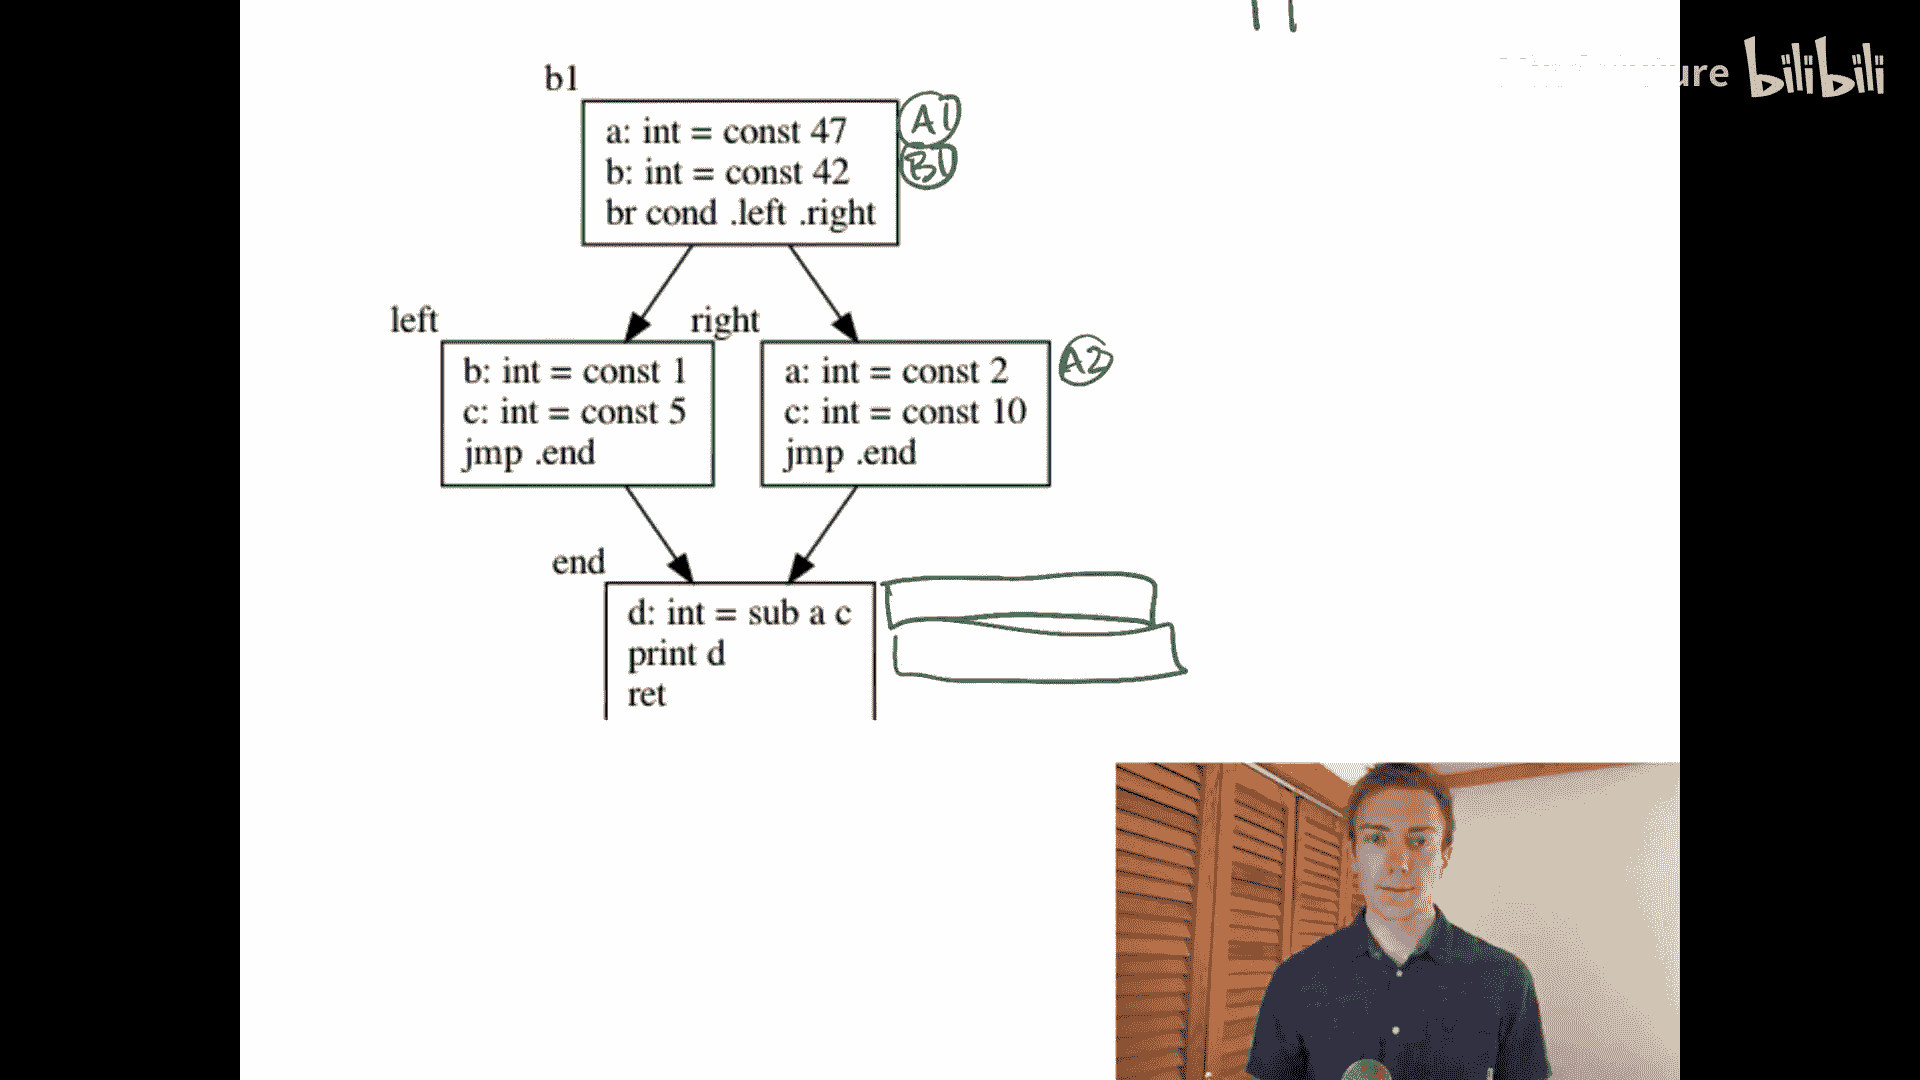 bilibili
b1
a: int = const 47
A1
b: int = const 42
B1
br cond .left .right
left
right
b: int = const 1
c: int = const 5
jmp .end
a: int = const 2
A2
c: int = const 10
jmp .end
end
d: int = sub a c
print d
ret